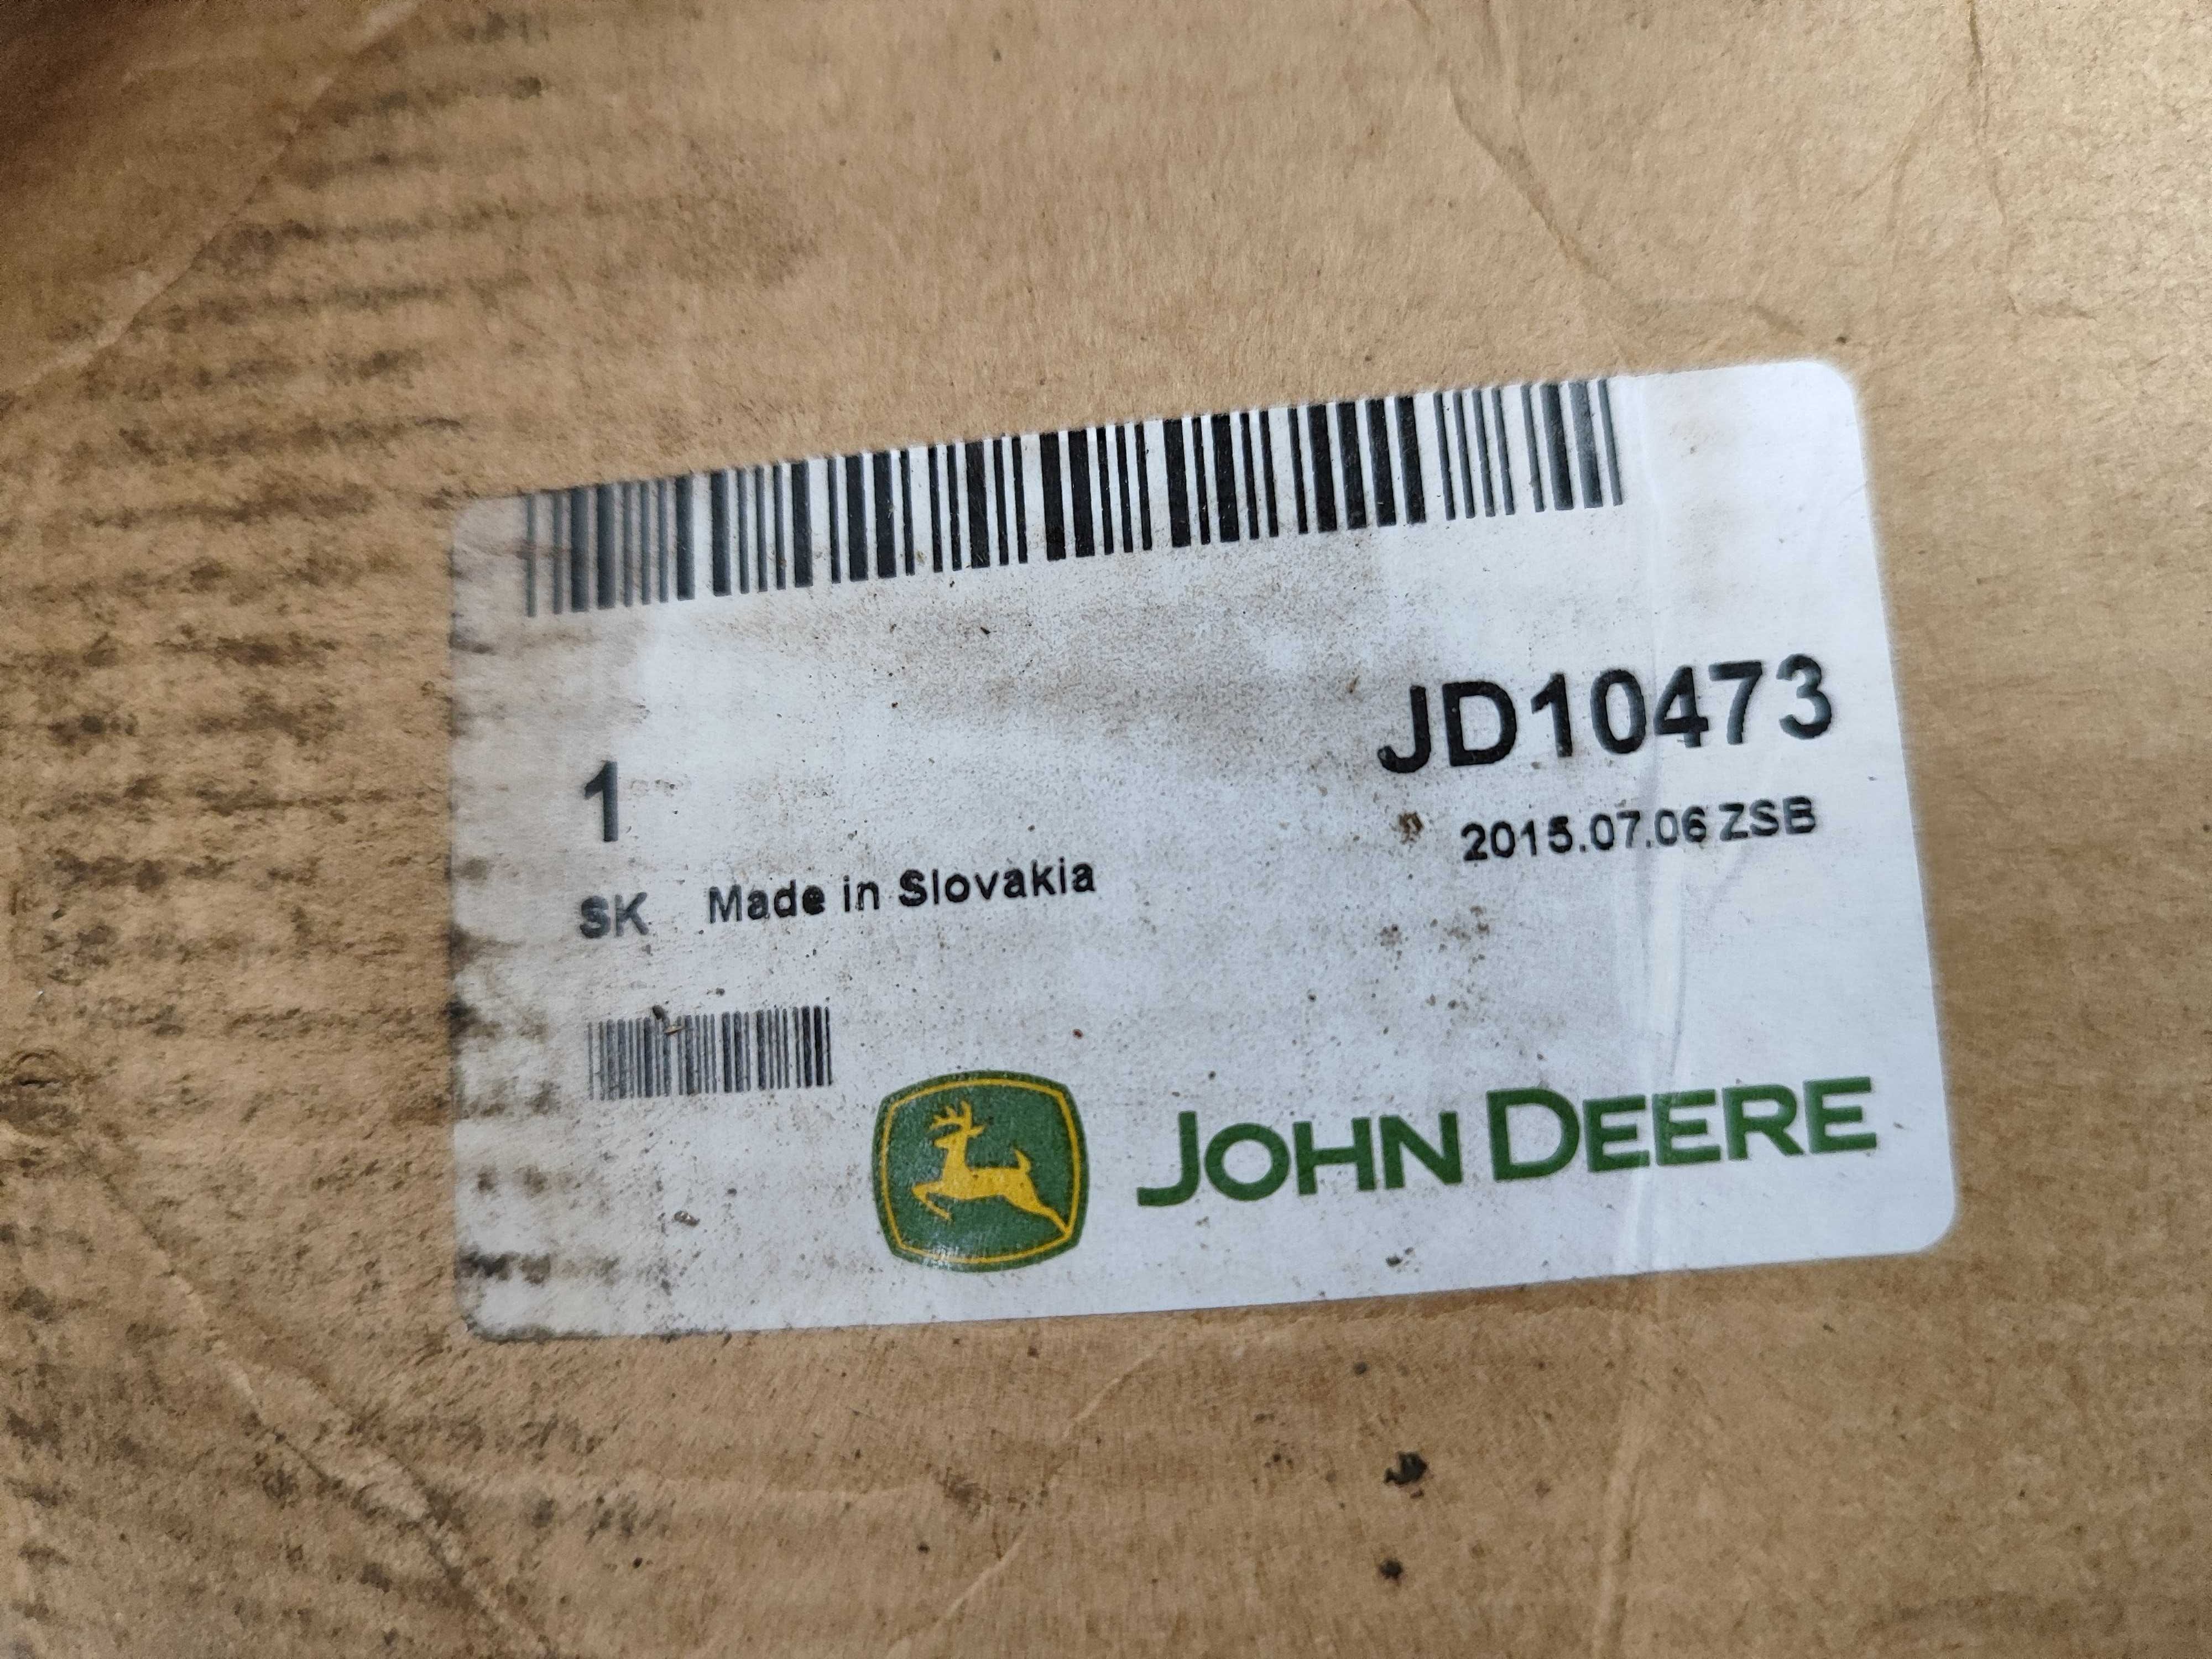 JD10473
1
2015.07.06 ZSB
SK Made in Slovakia
JOHN DEERE